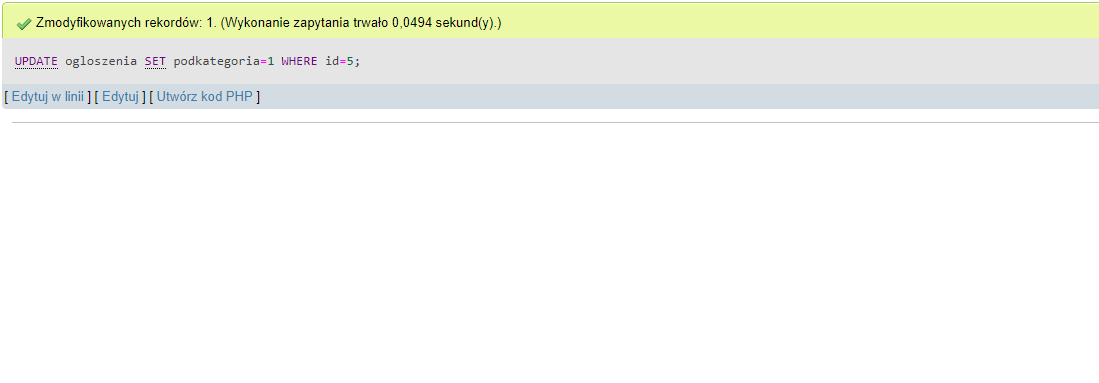 Zmodyfikowanych rekordów: 1. (Wykonanie zapytania trwało 0,0494 sekund(y).)
UPDATE ogloszenia SET podkategoria=1 WHERE id=5;
[ Edytuj w linii ] [ Edytuj ] [ Utwórz kod PHP ]